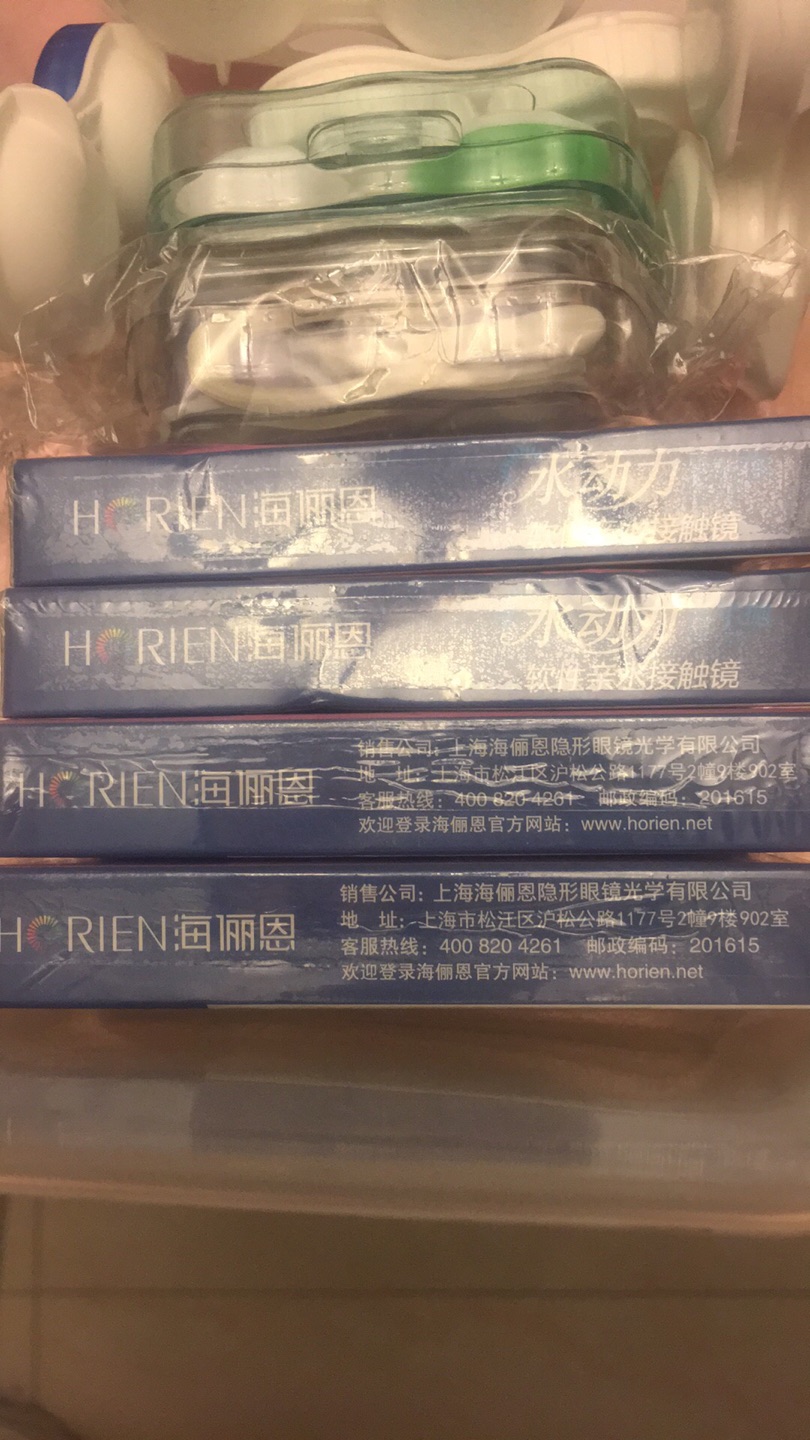 HORIEN海俪恩 水动力
接触镜
HORIEN海俪恩 水动力
软性亲水接触镜
HORIEN海俪恩
销售公司：上海海俪恩隐形眼镜光学有限公司
地 址：上海市松江区沪松公路1177号2幢9楼902室
客服热线：400 820 4261 邮政编码：201615
欢迎登录海俪恩官方网站：www.horien.net
HORIEN海俪恩
销售公司：上海海俪恩隐形眼镜光学有限公司
地 址：上海市松江区沪松公路1177号2幢9楼902室
客服热线：400 820 4261 邮政编码：201615
欢迎登录海俪恩官方网站：www.horien.net